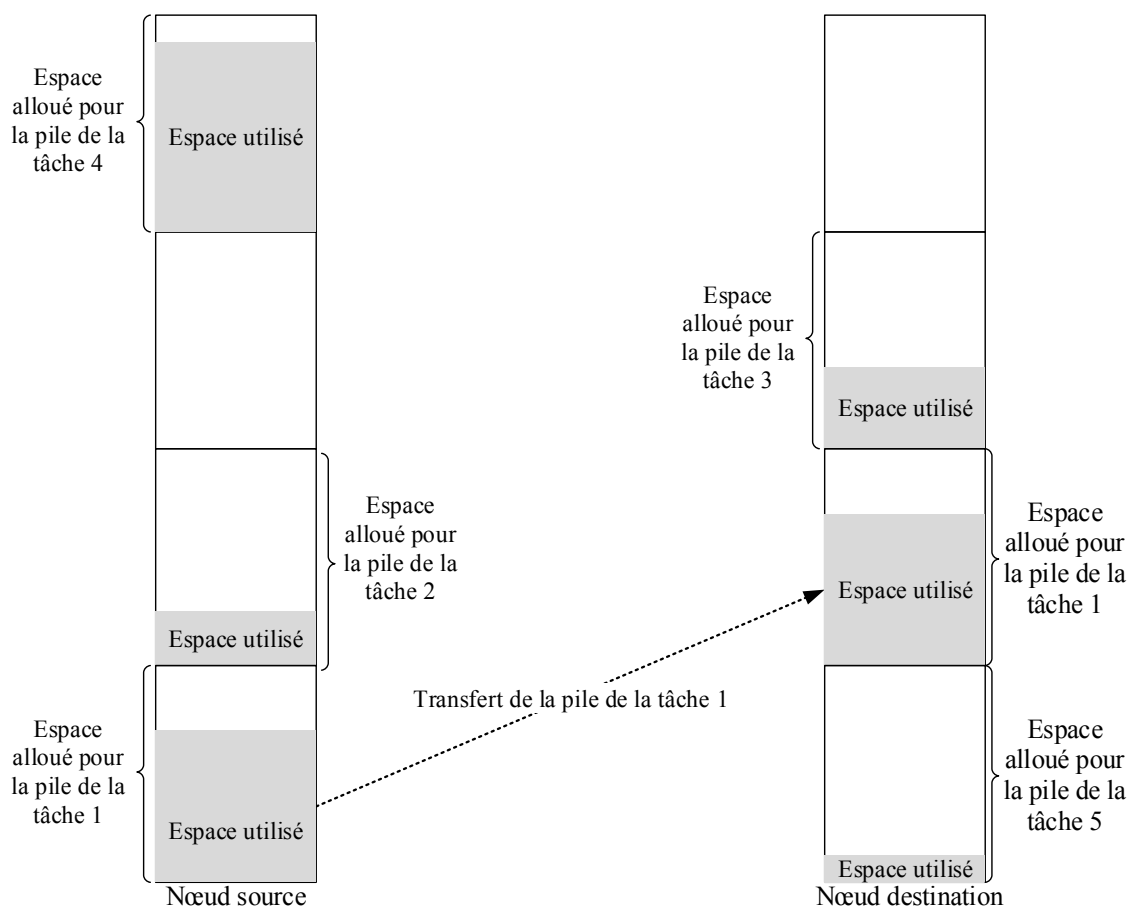 Espace
alloué pour
la pile de la
tâche 4
Espace utilisé
Espace
alloué pour
la pile de la
tâche 3
Espace utilisé
Espace
alloué pour
la pile de la
tâche 2
Espace utilisé
Espace
alloué pour
la pile de la
tâche 1
Espace utilisé
Transfert de la pile de la tâche 1
Espace
alloué pour
la pile de la
tâche 1
Espace utilisé
Espace
alloué pour
la pile de la
tâche 5
Espace utilisé
Nœud source
Nœud destination